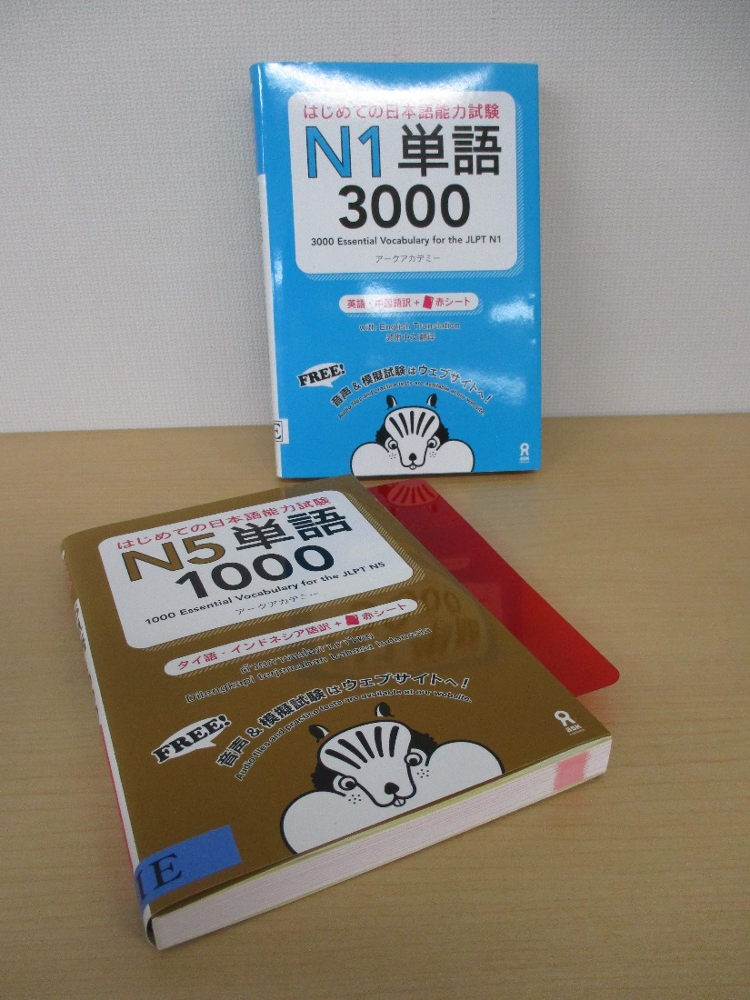 はじめての日本語能力試験
N1単語
3000
3000 Essential Vocabulary for the JLPT N1
アークアカデミー
英語・中国語訳+赤シート
with English Translation
FREE!
音声&模擬試験はウェブサイトへ!
Audio files and practice tests are available at our website.
ASK
E
はじめての日本語能力試験
N5単語
1000
1000 Essential Vocabulary for the JLPT N5
アークアカデミー
タイ語・インドネシア語訳+赤シート
Dilengkapi terjemahan bahasa Indonesia
FREE!
音声&模擬試験はウェブサイトへ!
Audio files and practice tests are available at our website.
ASK
IE